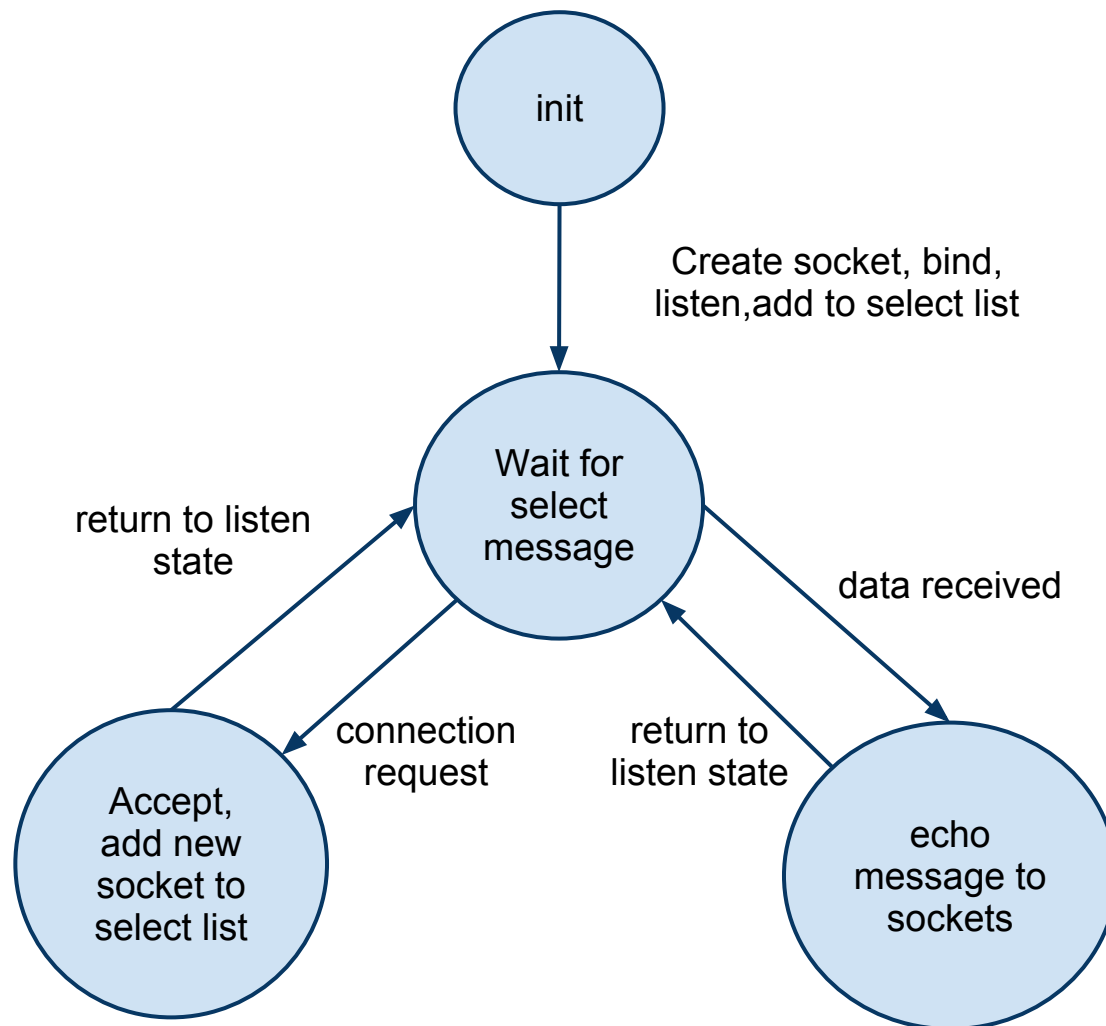 init
Create socket, bind,
listen,add to select list
Wait for
select
message
return to listen
state
data received
connection
request
return to
listen state
Accept,
add new
socket to
select list
echo
message to
sockets